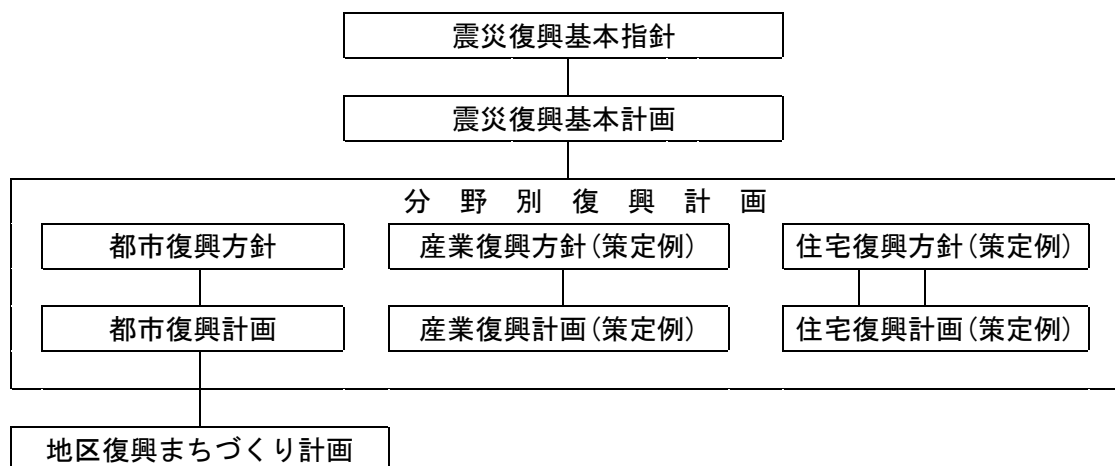 震災復興基本指針
震災復興基本計画
分野別復興計画
都市復興方針
産業復興方針(策定例)
住宅復興方針(策定例)
都市復興計画
産業復興計画(策定例)
住宅復興計画(策定例)
地区復興まちづくり計画